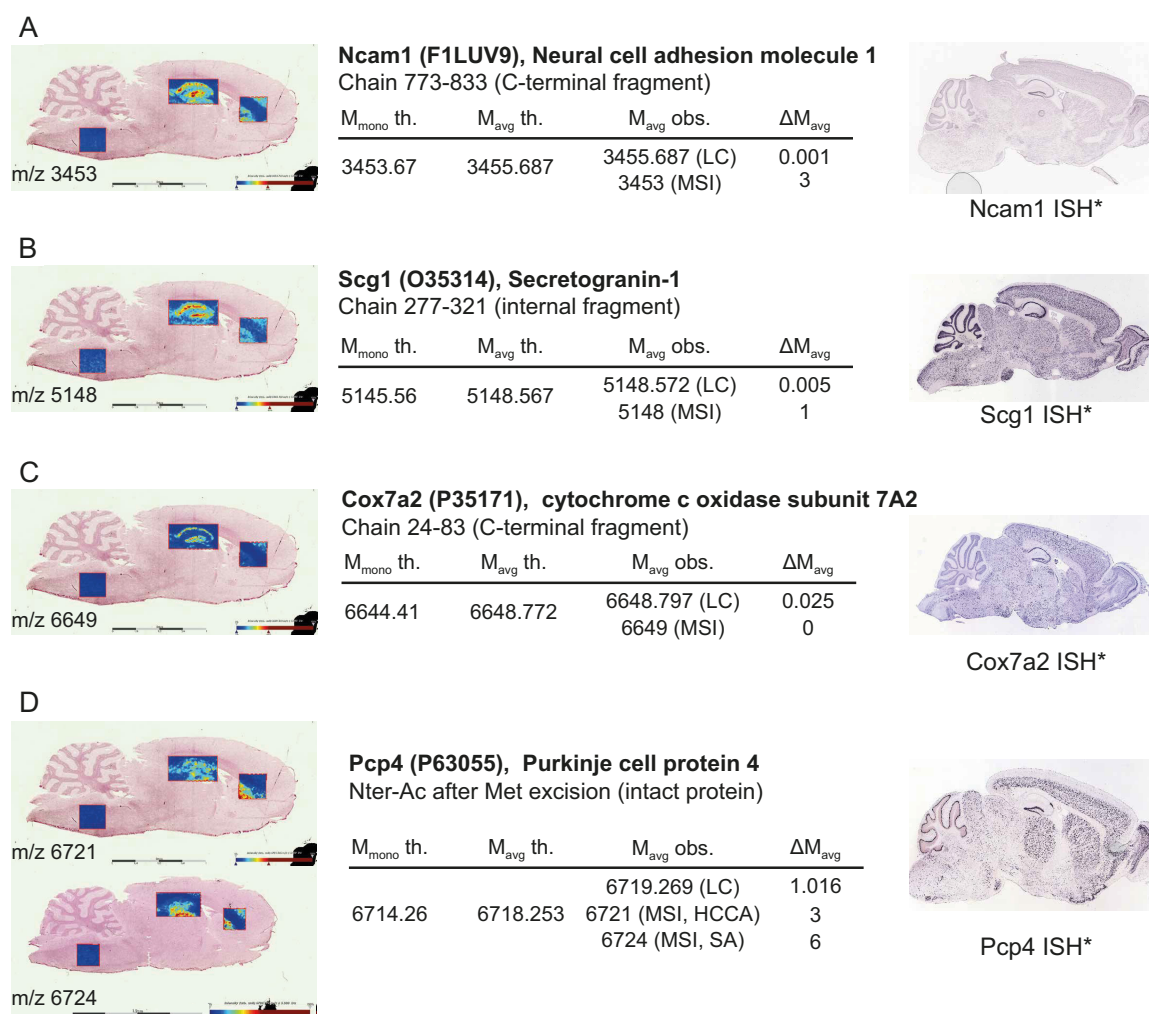 A
Ncam1 (F1LUV9), Neural cell adhesion molecule 1
Chain 773-833 (C-terminal fragment)
Mmono th. Mavg th. Mavg obs. ΔMavg
3453.67 3455.687 3455.687 (LC) 0.001
3453 (MSI) 3
m/z 3453
Ncam1 ISH*
B
Scg1 (O35314), Secretogranin-1
Chain 277-321 (internal fragment)
Mmono th. Mavg th. Mavg obs. ΔMavg
5145.56 5148.567 5148.572 (LC) 0.005
5148 (MSI) 1
m/z 5148
Scg1 ISH*
C
Cox7a2 (P35171), cytochrome c oxidase subunit 7A2
Chain 24-83 (C-terminal fragment)
Mmono th. Mavg th. Mavg obs. ΔMavg
6644.41 6648.772 6648.797 (LC) 0.025
6649 (MSI) 0
m/z 6649
Cox7a2 ISH*
D
Pcp4 (P63055), Purkinje cell protein 4
Nter-Ac after Met excision (intact protein)
Mmono th. Mavg th. Mavg obs. ΔMavg
6719.269 (LC) 1.016
6714.26 6718.253 6721 (MSI, HCCA) 3
6724 (MSI, SA) 6
m/z 6721
m/z 6724
Pcp4 ISH*